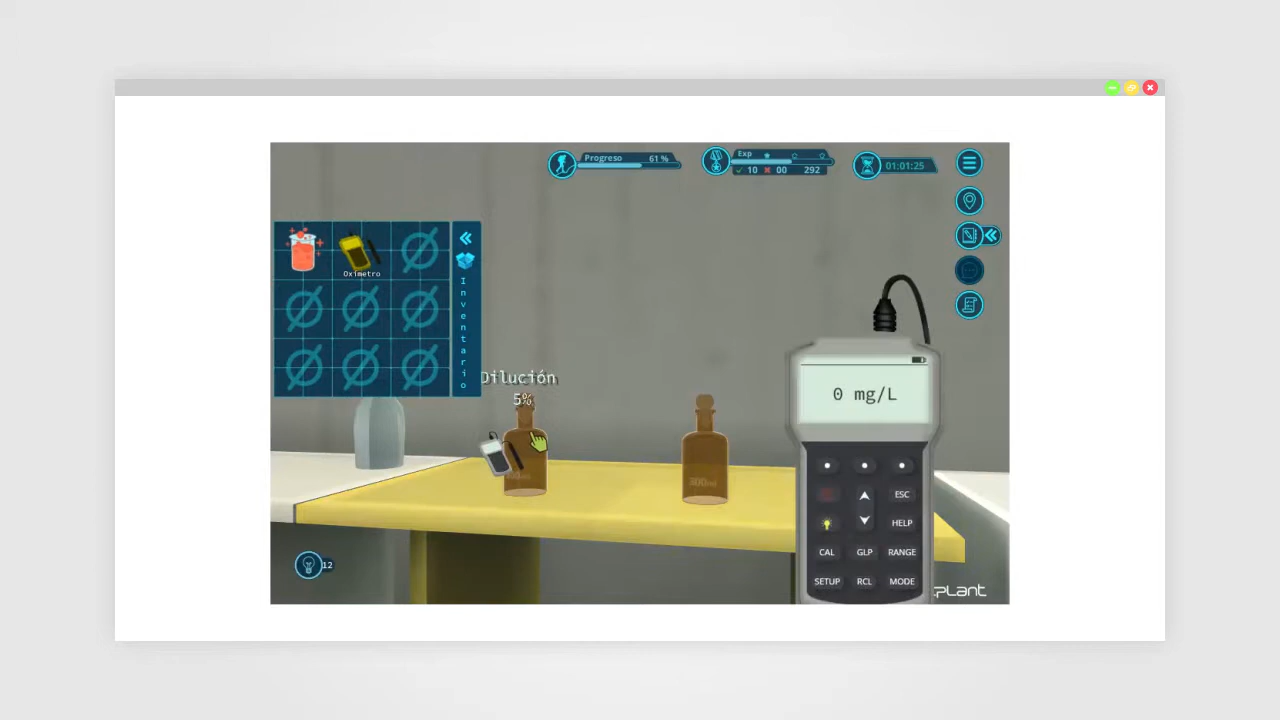 Progreso 61 %
Exp
10 00 292
01:01:25
Oxímetro
Inventario
Dilución
5%
0 mg/L
300ml
ESC
HELP
CAL GLP RANGE
SETUP RCL MODE
12